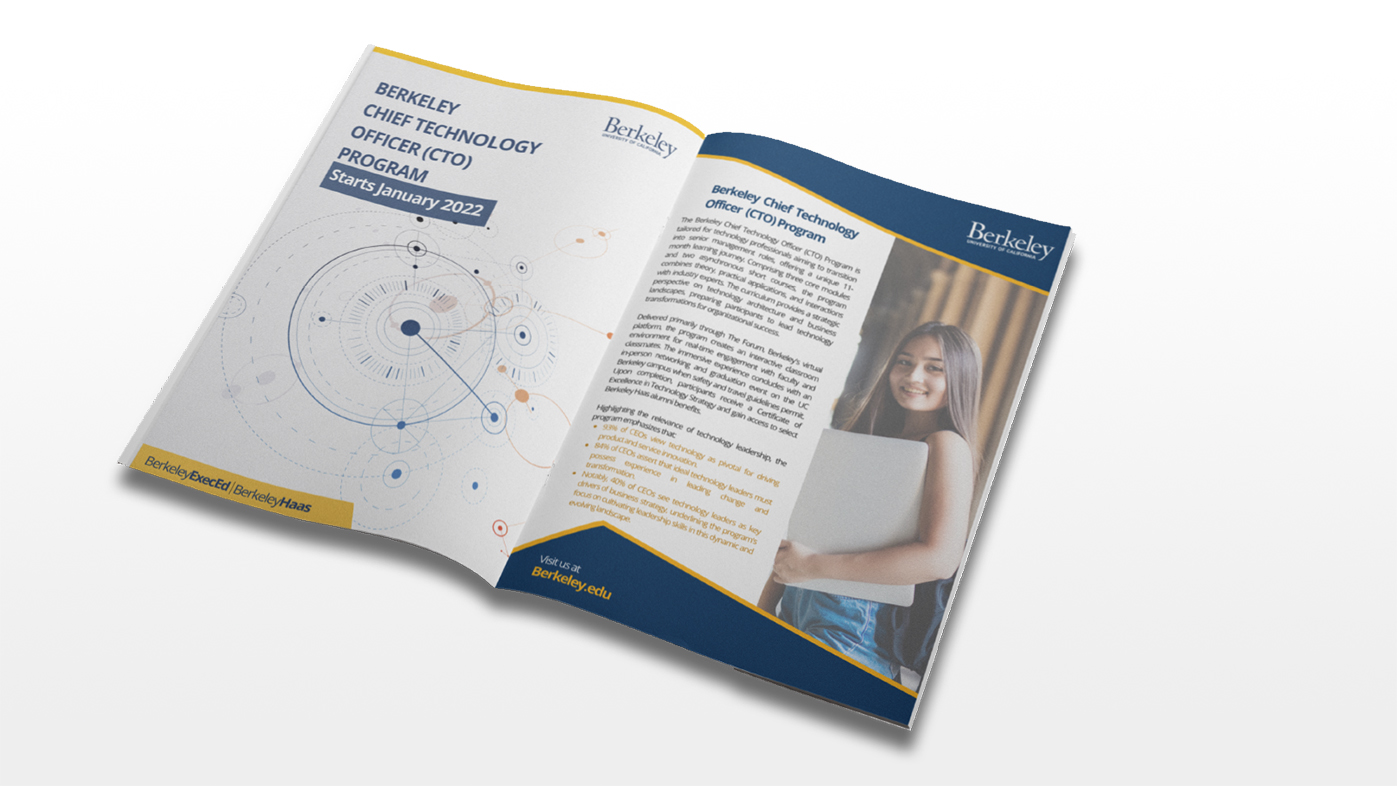 BERKELEY
CHIEF TECHNOLOGY
OFFICER (CTO)
PROGRAM
Starts January 2022
Berkeley
UNIVERSITY OF CALIFORNIA
BerkeleyExecEd | BerkeleyHaas
Berkeley
UNIVERSITY OF CALIFORNIA
Berkeley Chief Technology
Officer (CTO) Program
The Berkeley Chief Technology Officer (CTO) Program is
tailored for technology professionals aiming to transition
into senior management roles, offering a unique 11-
month learning journey. Comprising three core modules
and two asynchronous short courses, the program
combines theory, practical applications, and interactions
with industry experts. The curriculum provides a strategic
perspective on technology architecture and business
landscapes, preparing participants to lead technology
transformations for organizational success.
Delivered primarily through The Forum, Berkeley's virtual
platform, the program creates an interactive classroom
environment for real-time engagement with faculty and
classmates. The immersive experience concludes with an
in-person networking and graduation event on the UC
Berkeley campus when safety and travel guidelines permit.
Upon completion, participants receive a Certificate of
Excellence in Technology Strategy and gain access to select
Berkeley Haas alumni benefits.
Highlighting the relevance of technology leadership, the
program emphasizes that:
• 93% of CEOs view technology as pivotal for driving
product and service innovation.
• 84% of CEOs assert that ideal technology leaders must
possess experience in leading change and
transformation.
• Notably, 40% of CEOs see technology leaders as key
drivers of business strategy, underlining the program's
focus on cultivating leadership skills in this dynamic and
evolving landscape.
Visit us at
Berkeley.edu